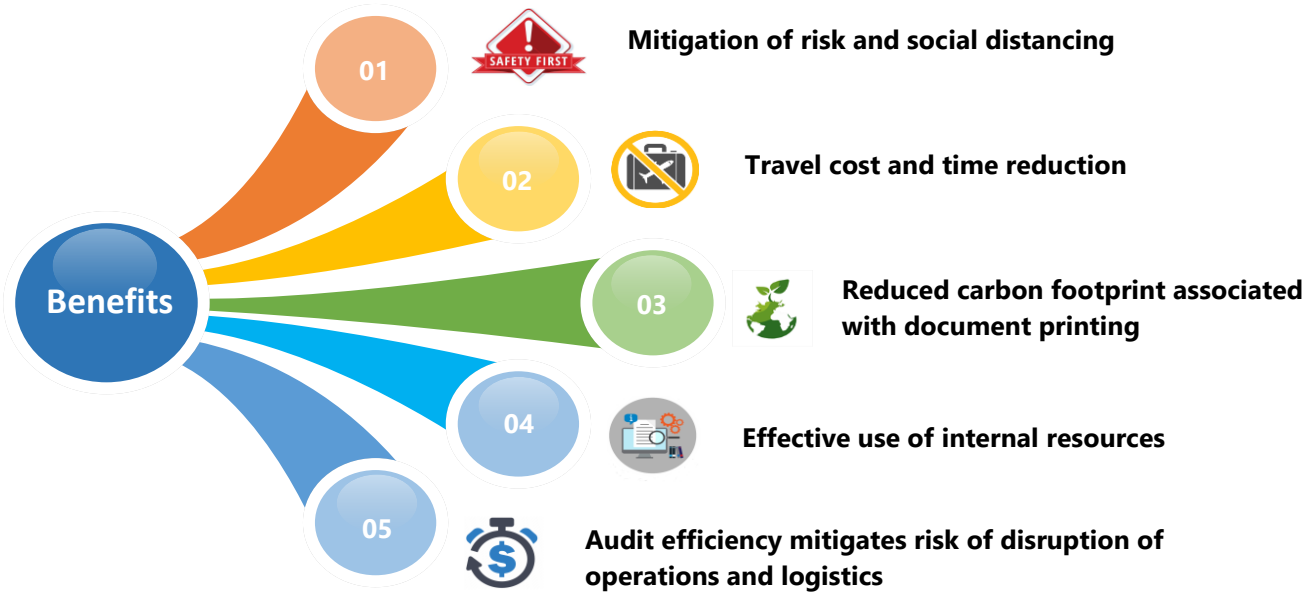 01
SAFETY FIRST
Mitigation of risk and social distancing
02
Travel cost and time reduction
Benefits
03
Reduced carbon footprint associated
with document printing
04
Effective use of internal resources
05
$
Audit efficiency mitigates risk of disruption of
operations and logistics